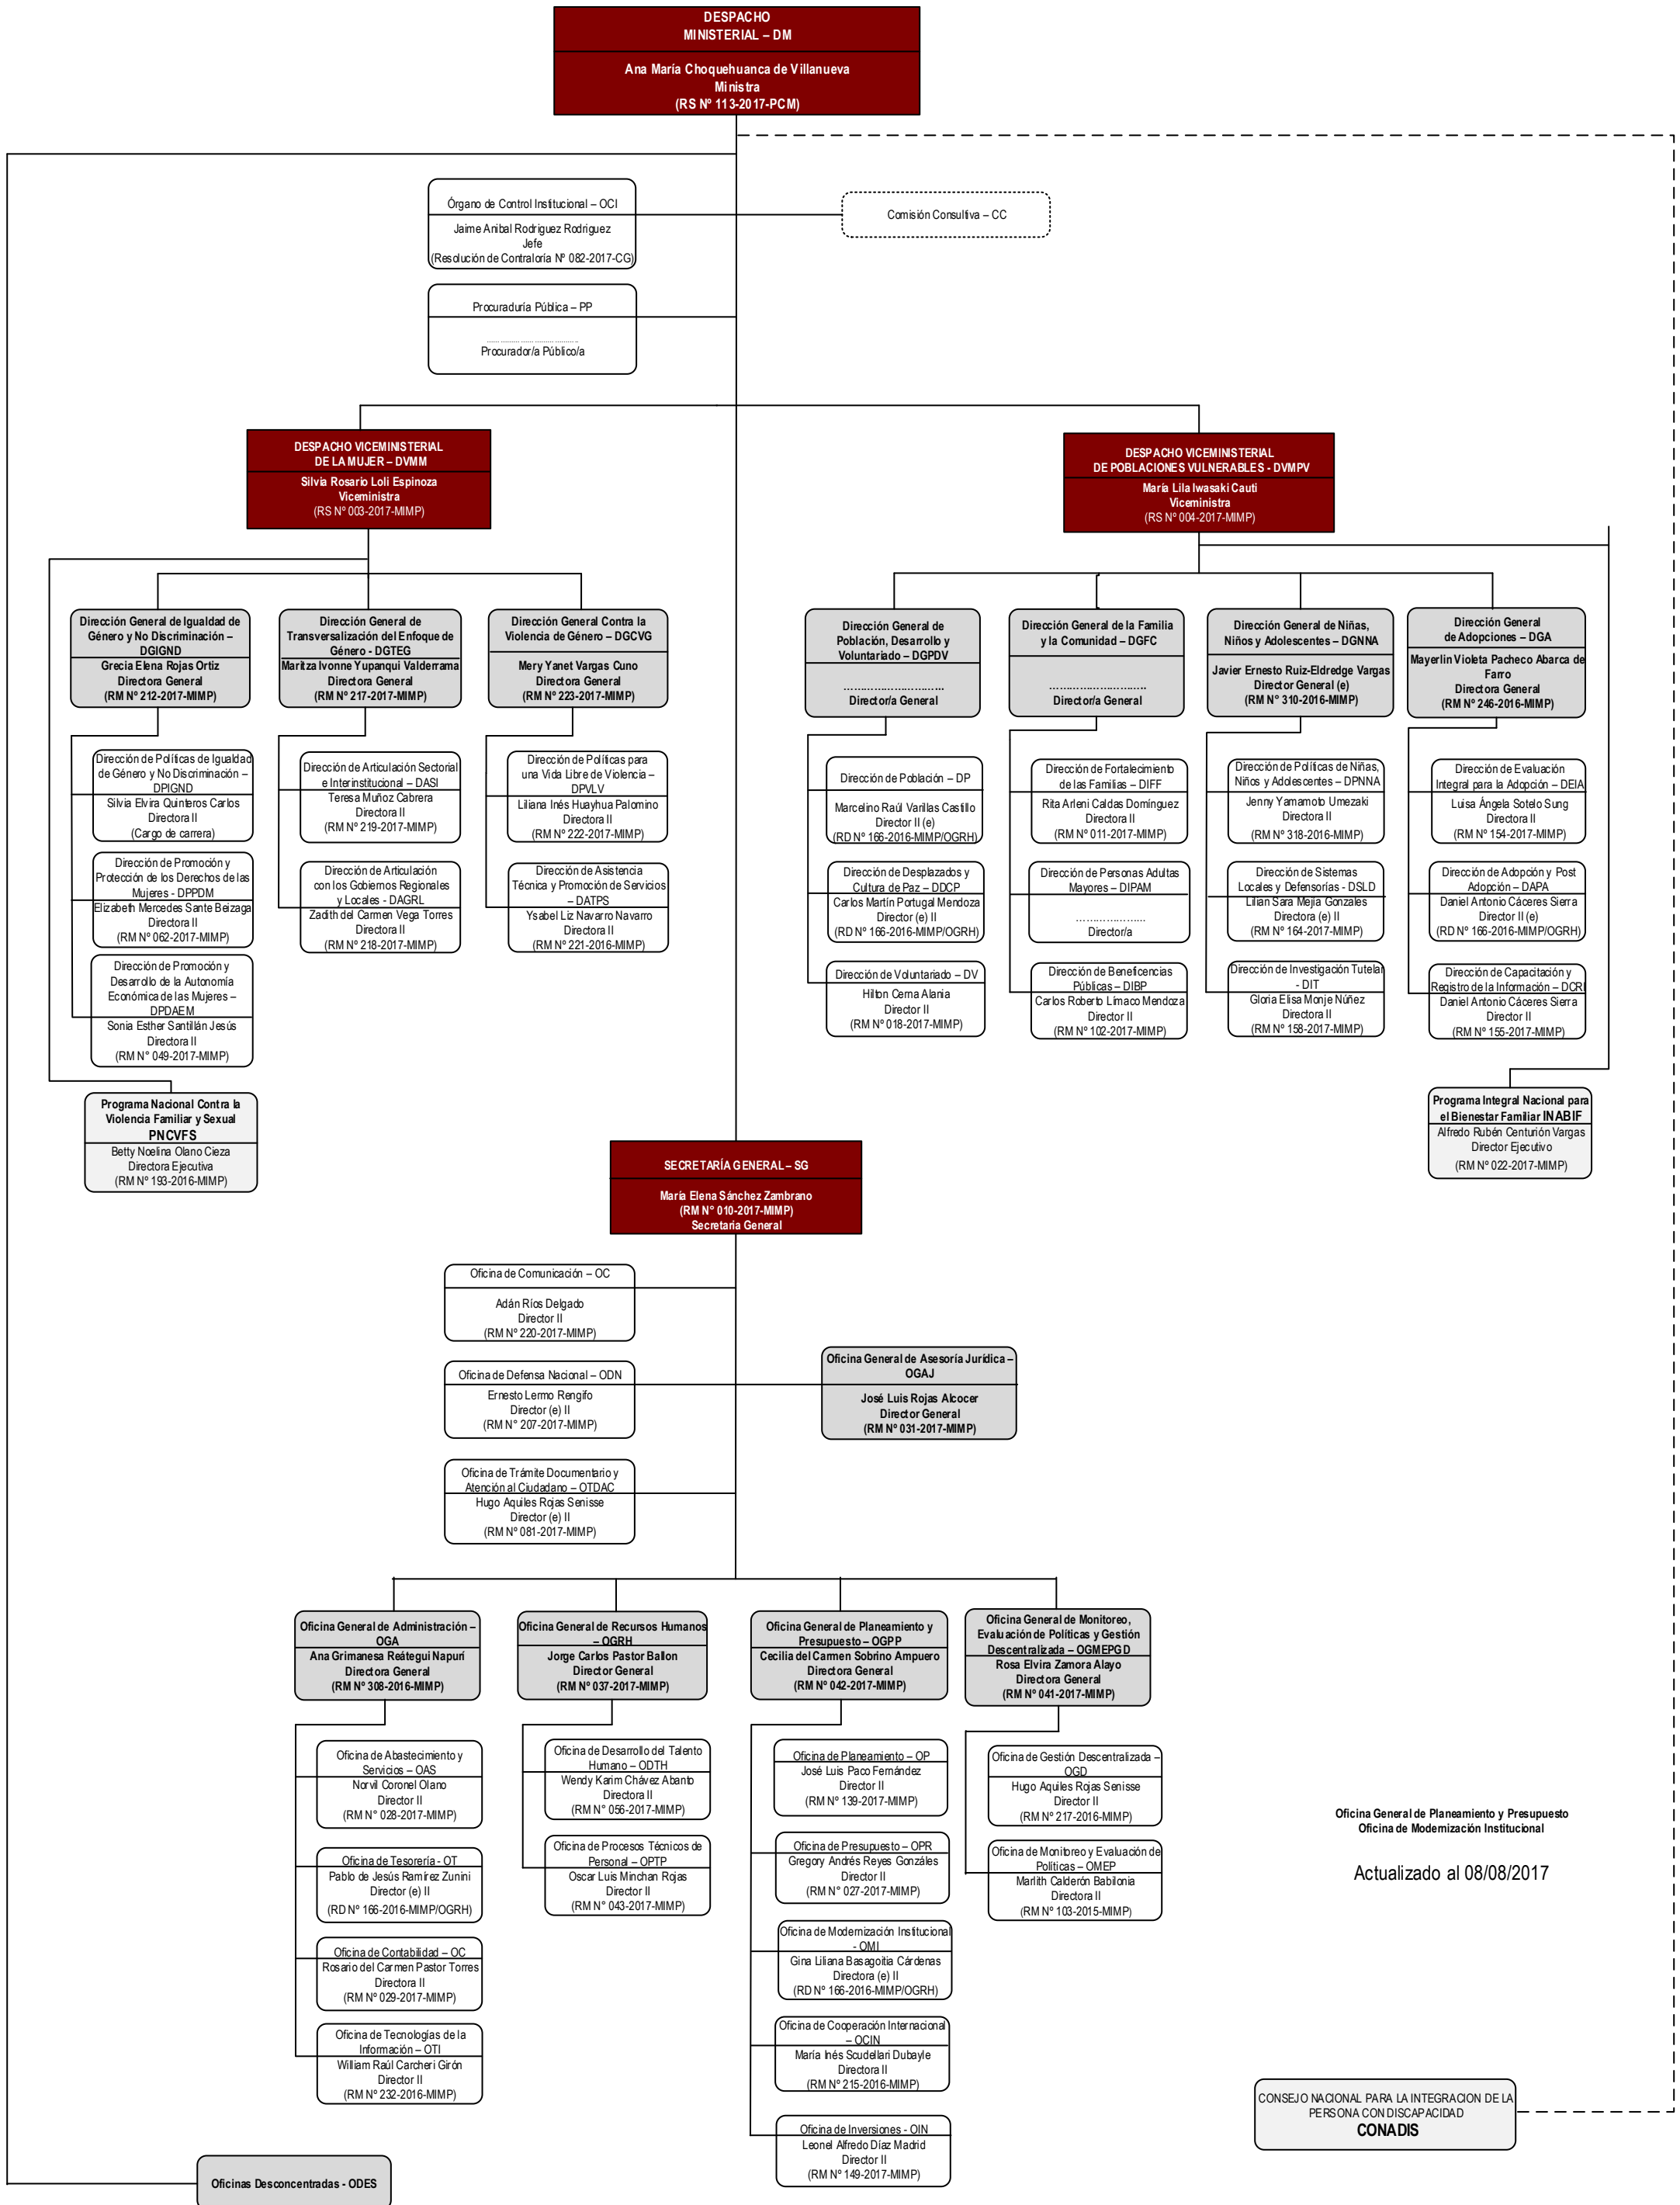 DESPACHO
MINISTERIAL – DM
Ana María Choquehuanca de Villanueva
Ministra
(RS Nº 113-2017-PCM)
Órgano de Control Institucional – OCI
Jaime Anibal Rodriguez Rodriguez
Jefe
(Resolución de Contraloría Nº 082-2017-CG)
Comisión Consultiva – CC
Procuraduría Pública – PP
................................
Procurador/a Público/a
DESPACHO VICEMINISTERIAL
DE LA MUJER – DVMM
Silvia Rosario Loli Espinoza
Viceministra
(RS Nº 003-2017-MIMP)
DESPACHO VICEMINISTERIAL
DE POBLACIONES VULNERABLES - DVMPV
María Lila Iwasaki Cauti
Viceministra
(RS Nº 004-2017-MIMP)
Dirección General de Igualdad de
Género y No Discriminación –
DGIGND
Grecia Elena Rojas Ortiz
Directora General
(RM Nº 212-2017-MIMP)
Dirección General de
Transversalización del Enfoque de
Género - DGTEG
Maritza Ivonne Yupanqui Valderrama
Directora General
(RM Nº 217-2017-MIMP)
Dirección General Contra la
Violencia de Género – DGCVG
Mery Yanet Vargas Cuno
Directora General
(RM Nº 223-2017-MIMP)
Dirección General de
Población, Desarrollo y
Voluntariado – DGPDV
............................
Director/a General
Dirección General de la Familia
y la Comunidad – DGFC
............................
Director/a General
Dirección General de Niñas,
Niños y Adolescentes – DGNNA
Javier Ernesto Ruiz-Eldredge Vargas
Director General (e)
(RM N° 310-2016-MIMP)
Dirección General
de Adopciones – DGA
Mayerlin Violeta Pacheco Abarca de
Farro
Directora General
(RM Nº 246-2016-MIMP)
Dirección de Políticas de Igualdad
de Género y No Discriminación –
DPIGND
Silvia Elvira Quinteros Carlos
Directora II
(Cargo de carrera)
Dirección de Promoción y
Protección de los Derechos de las
Mujeres - DPPDM
Elizabeth Mercedes Sante Beizaga
Directora II
(RM Nº 062-2017-MIMP)
Dirección de Promoción y
Desarrollo de la Autonomía
Económica de las Mujeres –
DPDAEM
Sonia Esther Santillán Jesús
Directora II
(RM N° 049-2017-MIMP)
Dirección de Articulación Sectorial
e Interinstitucional – DASI
Teresa Muñoz Cabrera
Directora II
(RM Nº 219-2017-MIMP)
Dirección de Articulación
con los Gobiernos Regionales
y Locales - DAGRL
Zadith del Carmen Vega Torres
Directora II
(RM Nº 218-2017-MIMP)
Dirección de Políticas para
una Vida Libre de Violencia –
DPVLV
Liliana Inés Huayhua Palomino
Directora II
(RM Nº 222-2017-MIMP)
Dirección de Asistencia
Técnica y Promoción de Servicios
– DATPS
Ysabel Liz Navarro Navarro
Directora II
(RM Nº 221-2016-MIMP)
Dirección de Población – DP
Marcelino Raúl Varillas Castillo
Director II (e)
(RD Nº 166-2016-MIMP/OGRH)
Dirección de Desplazados y
Cultura de Paz – DDCP
Carlos Martín Portugal Mendoza
Director (e) II
(RD Nº 166-2016-MIMP/OGRH)
Dirección de Voluntariado – DV
Hilton Cerna Alania
Director II
(RM Nº 018-2017-MIMP)
Dirección de Fortalecimiento
de las Familias – DIFF
Rita Arleni Caldas Domínguez
Directora II
(RM Nº 011-2017-MIMP)
Dirección de Personas Adultas
Mayores – DIPAM
....................
Director/a
Dirección de Beneficencias
Públicas – DIBP
Carlos Roberto Límaco Mendoza
Director II
(RM Nº 102-2017-MIMP)
Dirección de Políticas de Niñas,
Niños y Adolescentes – DPNNA
Jenny Yamamoto Umezaki
Directora II
(RM Nº 318-2016-MIMP)
Dirección de Sistemas
Locales y Defensorías - DSLD
Lilian Sara Mejía Gonzales
Directora (e) II
(RM Nº 164-2017-MIMP)
Dirección de Investigación Tutelar
- DIT
Gloria Elisa Monje Núñez
Directora II
(RM Nº 158-2017-MIMP)
Dirección de Evaluación
Integral para la Adopción – DEIA
Luisa Ángela Sotelo Sung
Directora II
(RM Nº 154-2017-MIMP)
Dirección de Adopción y Post
Adopción – DAPA
Daniel Antonio Cáceres Sierra
Director II (e)
(RD Nº 166-2016-MIMP/OGRH)
Dirección de Capacitación y
Registro de la Información – DCRI
Daniel Antonio Cáceres Sierra
Director II
(RM Nº 155-2017-MIMP)
Programa Nacional Contra la
Violencia Familiar y Sexual
PNCVFS
Betty Noelina Olano Cieza
Directora Ejecutiva
(RM Nº 193-2016-MIMP)
Programa Integral Nacional para
el Bienestar Familiar INABIF
Alfredo Rubén Centurión Vargas
Director Ejecutivo
(RM Nº 022-2017-MIMP)
SECRETARÍA GENERAL – SG
María Elena Sánchez Zambrano
(RM N° 010-2017-MIMP)
Secretaria General
Oficina de Comunicación – OC
Adán Ríos Delgado
Director II
(RM Nº 220-2017-MIMP)
Oficina de Defensa Nacional – ODN
Ernesto Lermo Rengifo
Director (e) II
(RM N° 207-2017-MIMP)
Oficina General de Asesoría Jurídica –
OGAJ
José Luis Rojas Alcocer
Director General
(RM Nº 031-2017-MIMP)
Oficina de Trámite Documentario y
Atención al Ciudadano – OTDAC
Hugo Aquiles Rojas Senisse
Director (e) II
(RM Nº 081-2017-MIMP)
Oficina General de Administración –
OGA
Ana Grimanesa Reátegui Napurí
Directora General
(RM Nº 308-2016-MIMP)
Oficina General de Recursos Humanos
– OGRH
Jorge Carlos Pastor Ballon
Director General
(RM Nº 037-2017-MIMP)
Oficina General de Planeamiento y
Presupuesto – OGPP
Cecilia del Carmen Sobrino Ampuero
Directora General
(RM Nº 042-2017-MIMP)
Oficina General de Monitoreo,
Evaluación de Políticas y Gestión
Descentralizada – OGMEPGD
Rosa Elvira Zamora Alayo
Directora General
(RM Nº 041-2017-MIMP)
Oficina de Abastecimiento y
Servicios – OAS
Norvil Coronel Olano
Director II
(RM Nº 028-2017-MIMP)
Oficina de Tesorería - OT
Pablo de Jesús Ramírez Zunini
Director (e) II
(RD Nº 166-2016-MIMP/OGRH)
Oficina de Contabilidad – OC
Rosario del Carmen Pastor Torres
Directora II
(RM Nº 029-2017-MIMP)
Oficina de Tecnologías de la
Información – OTI
William Raúl Carcheri Girón
Director II
(RM Nº 232-2016-MIMP)
Oficina de Desarrollo del Talento
Humano – ODTH
Wendy Karim Chávez Abanto
Directora II
(RM N° 056-2017-MIMP)
Oficina de Procesos Técnicos de
Personal – OPTP
Oscar Luis Minchan Rojas
Director II
(RM Nº 043-2017-MIMP)
Oficina de Planeamiento – OP
José Luis Paco Fernández
Director II
(RM Nº 139-2017-MIMP)
Oficina de Presupuesto – OPR
Gregory Andrés Reyes Gonzáles
Director II
(RM Nº 027-2017-MIMP)
Oficina de Modernización Institucional
- OMI
Gina Liliana Basagoitia Cárdenas
Directora (e) II
(RD Nº 166-2016-MIMP/OGRH)
Oficina de Cooperación Internacional
– OCIN
María Inés Scudellari Dubayle
Directora II
(RM Nº 215-2016-MIMP)
Oficina de Inversiones - OIN
Leonel Alfredo Díaz Madrid
Director II
(RM Nº 149-2017-MIMP)
Oficina de Gestión Descentralizada –
OGD
Hugo Aquiles Rojas Senisse
Director II
(RM Nº 217-2016-MIMP)
Oficina de Monitoreo y Evaluación de
Políticas – OMEP
Marlith Calderón Babilonia
Directora II
(RM Nº 103-2015-MIMP)
Oficina General de Planeamiento y Presupuesto
Oficina de Modernización Institucional
Actualizado al 08/08/2017
CONSEJO NACIONAL PARA LA INTEGRACION DE LA
PERSONA CON DISCAPACIDAD
CONADIS
Oficinas Desconcentradas - ODES